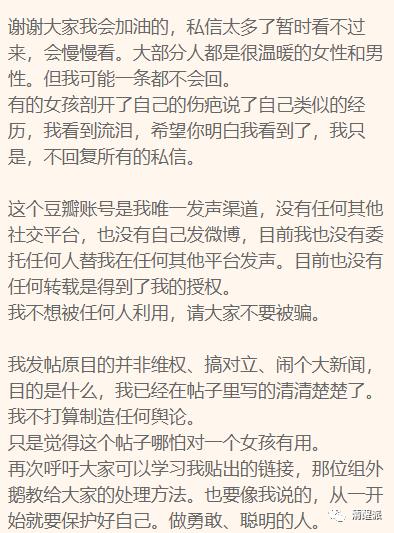 谢谢大家我会加油的，私信太多了暂时看不过
来，会慢慢看。大部分人都是很温暖的女性和男
性。但我可能一条都不会回。
有的女孩剖开了自己的伤疤说了自己类似的经
历，我看到流泪，希望你明白我看到了，我只
是，不回复所有的私信。
这个豆瓣账号是我唯一发声渠道，没有任何其他
社交平台，也没有自己发微博，目前我也没有委
托任何人替我在任何其他平台发声。目前也没有
任何转载是得到了我的授权。
我不想被任何人利用，请大家不要被骗。
我发帖原目的并非维权、搞对立、闹个大新闻，
目的是什么，我已经在帖子里写的清清楚楚了。
我不打算制造任何舆论。
只是觉得这个帖子哪怕对一个女孩有用。
再次呼吁大家可以学习我贴出的链接，那位组外
鹅教给大家的处理方法。也要像我说的，从一开
始就要保护好自己。做勇敢、聪明的人。
清楚派